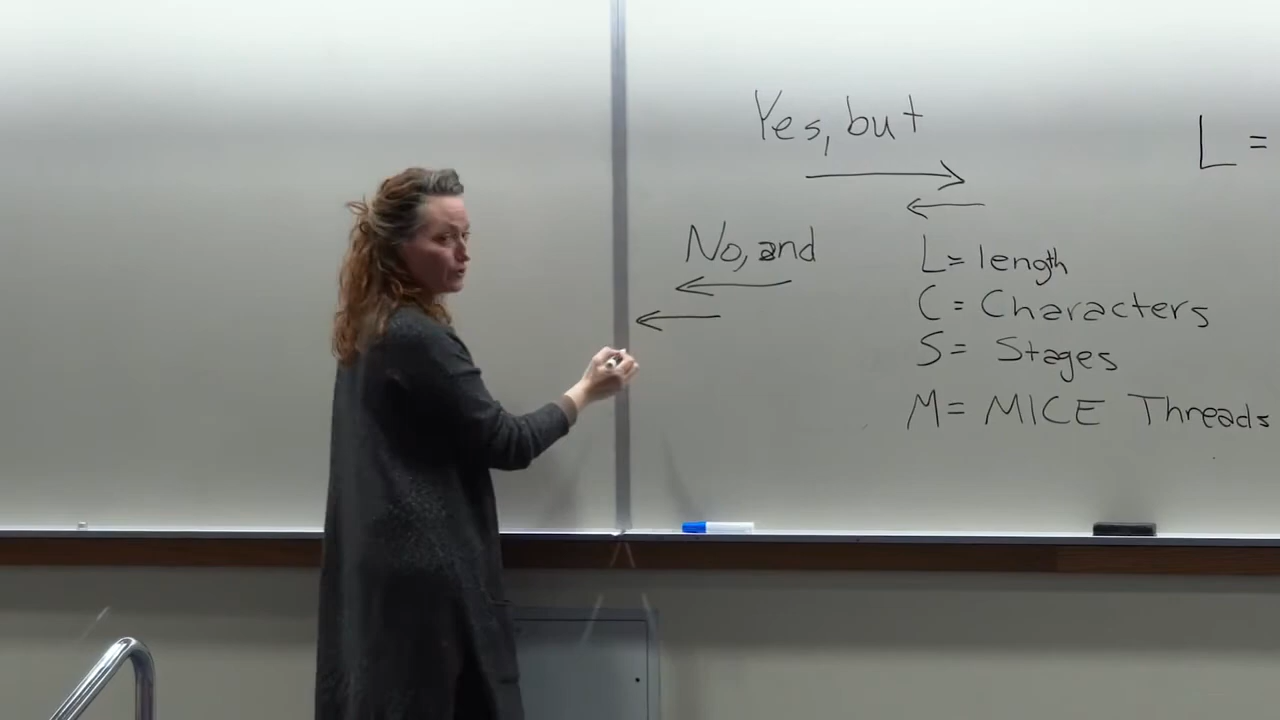 Yes, but
L =
No, and
L = length
C = Characters
S = Stages
M = MICE Threads